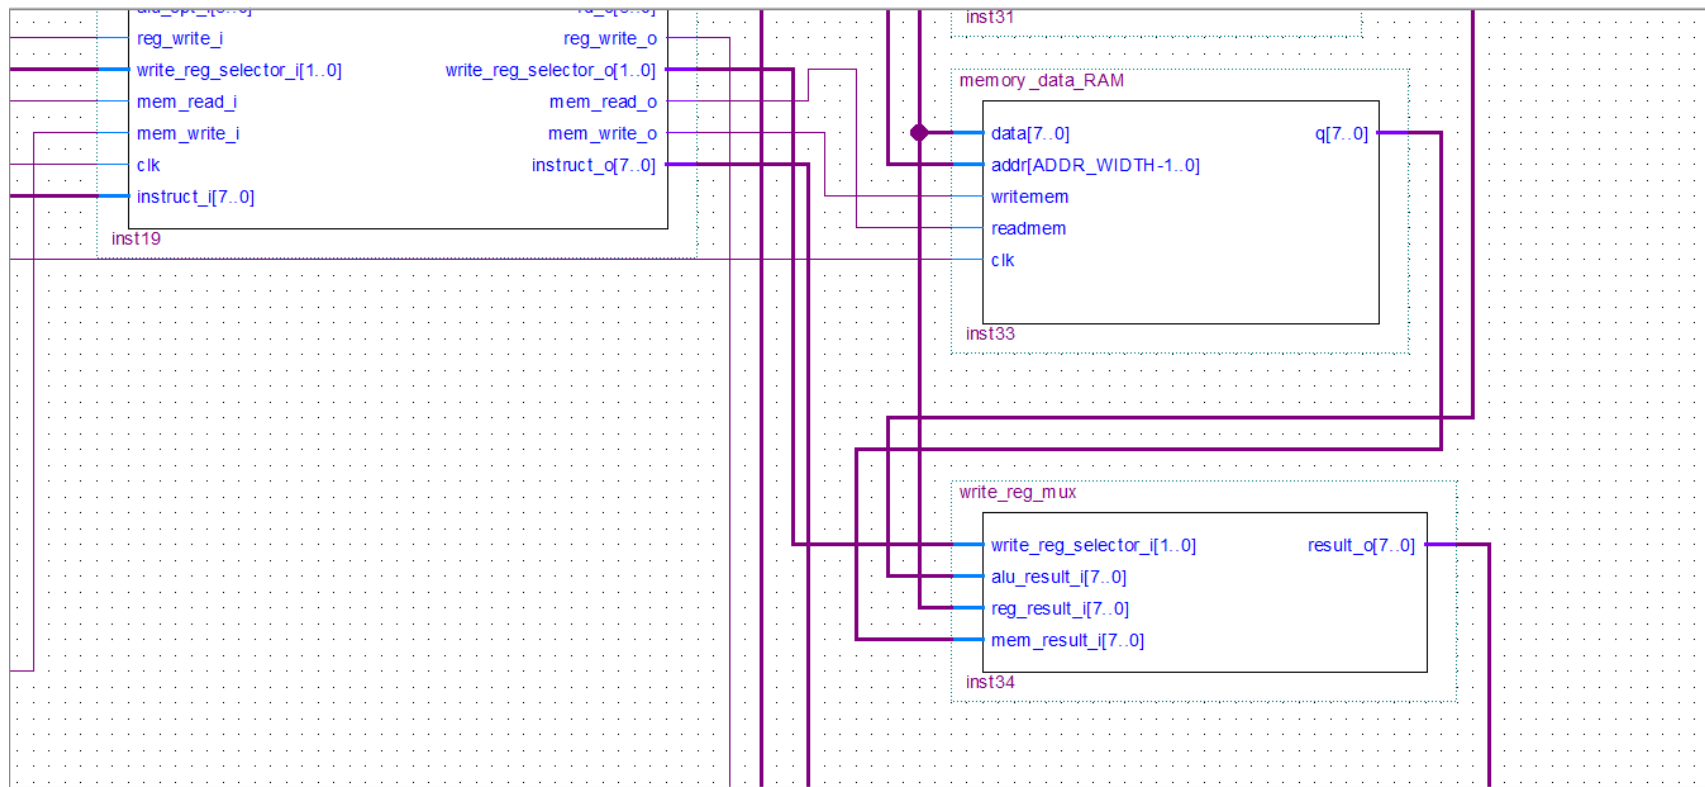 reg_write_i
write_reg_selector_i[1..0]
mem_read_i
mem_write_i
clk
instruct_i[7..0]
reg_write_o
write_reg_selector_o[1..0]
mem_read_o
mem_write_o
instruct_o[7..0]
inst19
inst31
memory_data_RAM
data[7..0]
addr[ADDR_WIDTH-1..0]
writemem
readmem
clk
q[7..0]
inst33
write_reg_mux
write_reg_selector_i[1..0]
alu_result_i[7..0]
reg_result_i[7..0]
mem_result_i[7..0]
result_o[7..0]
inst34